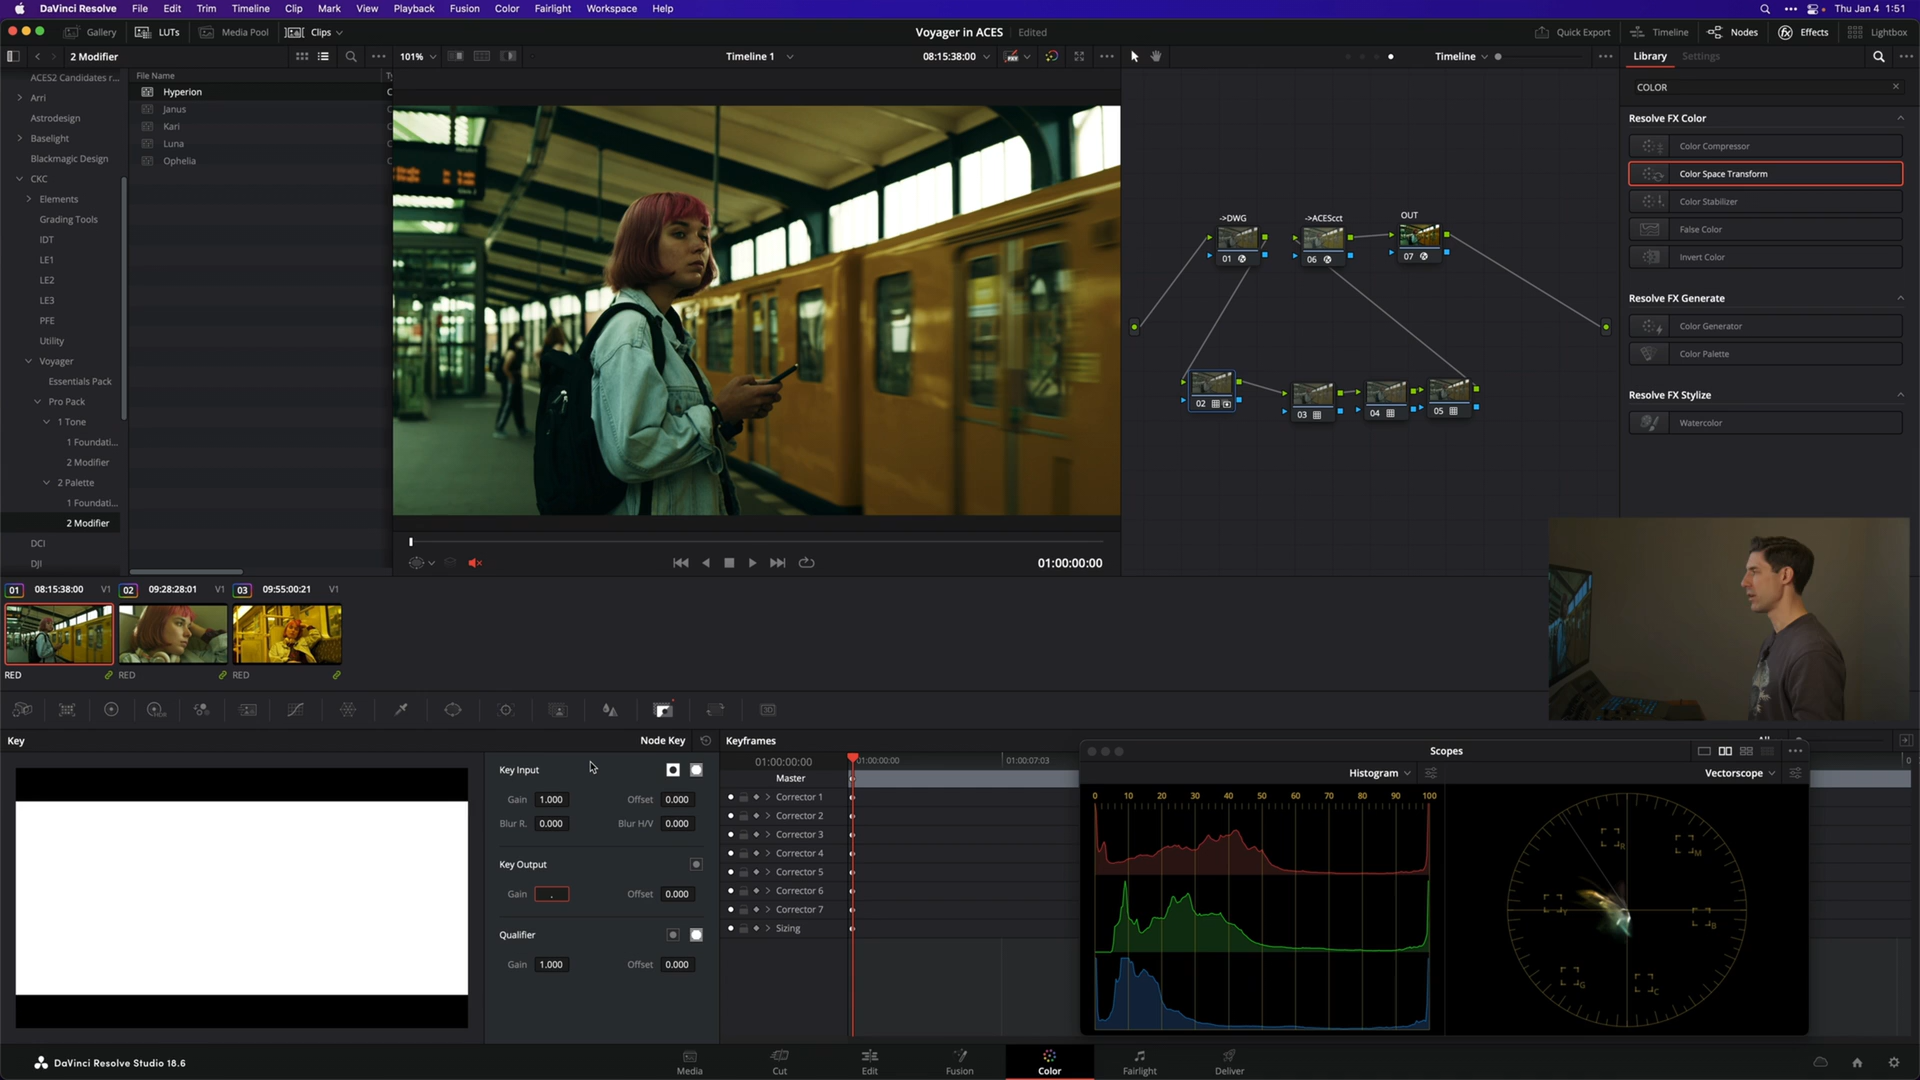 DaVinci Resolve File Edit Trim Timeline Clip Mark View Playback Fusion Color Fairlight Workspace Help
Thu Jan 4 1:51
Gallery LUTs Media Pool Clips
Voyager in ACES Edited
Quick Export Timeline Nodes Effects Lightbox
2 Modifier
101%
Timeline 1
08:15:38:00
Timeline
Library Settings
ACES2 Candidates r...
Arri
Astrodesign
Baselight
Blackmagic Design
CKC
Elements
Grading Tools
IDT
LE1
LE2
LE3
PFE
Utility
Voyager
Essentials Pack
Pro Pack
1 Tone
1 Foundati...
2 Modifier
2 Palette
1 Foundati...
2 Modifier
DCI
DJI
File Name
Hyperion
Janus
Kari
Luna
Ophelia
->DWG
->ACEScct
OUT
01
06
07
02
03
04
05
COLOR
Resolve FX Color
Color Compressor
Color Space Transform
Color Stabilizer
False Color
Invert Color
Resolve FX Generate
Color Generator
Color Palette
Resolve FX Stylize
Watercolor
01:00:00:00
01 08:15:38:00 V1
02 09:28:28:01 V1
03 09:55:00:21 V1
RED
RED
RED
Key
Node Key
Key Input
Gain 1.000 Offset 0.000
Blur R. 0.000 Blur H/V 0.000
Key Output
Gain . Offset 0.000
Qualifier
Gain 1.000 Offset 0.000
Keyframes
All
01:00:00:00
01:00:00:00
01:00:07:03
Master
Corrector 1
Corrector 2
Corrector 3
Corrector 4
Corrector 5
Corrector 6
Corrector 7
Sizing
Scopes
Histogram
Vectorscope
0 10 20 30 40 50 60 70 80 90 100
R
M
Y
B
G
C
DaVinci Resolve Studio 18.6
Media Cut Edit Fusion Color Fairlight Deliver